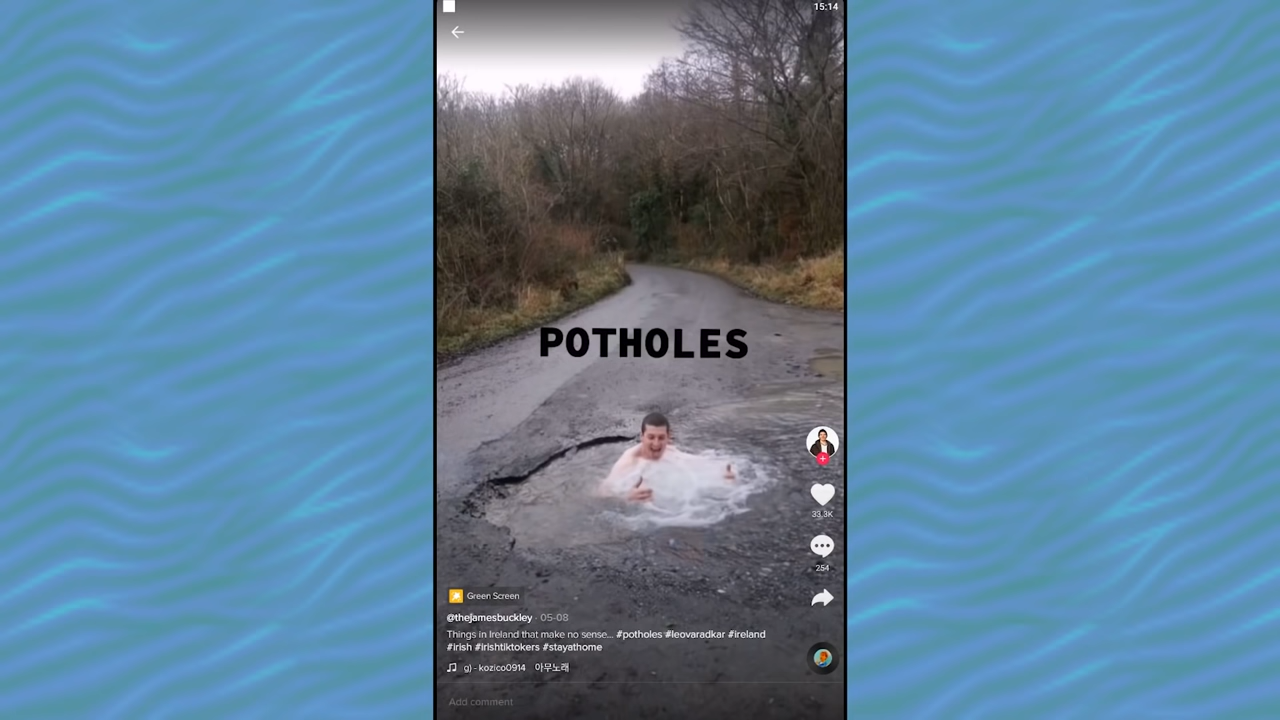 15:14
POTHOLES
33.3K
254
Green Screen
@thejamesbuckley · 05-08
Things in Ireland that make no sense... #potholes #leovaradkar #ireland
#irish #irishtiktokers #stayathome
g) - kozico0914 아무노래
Add comment